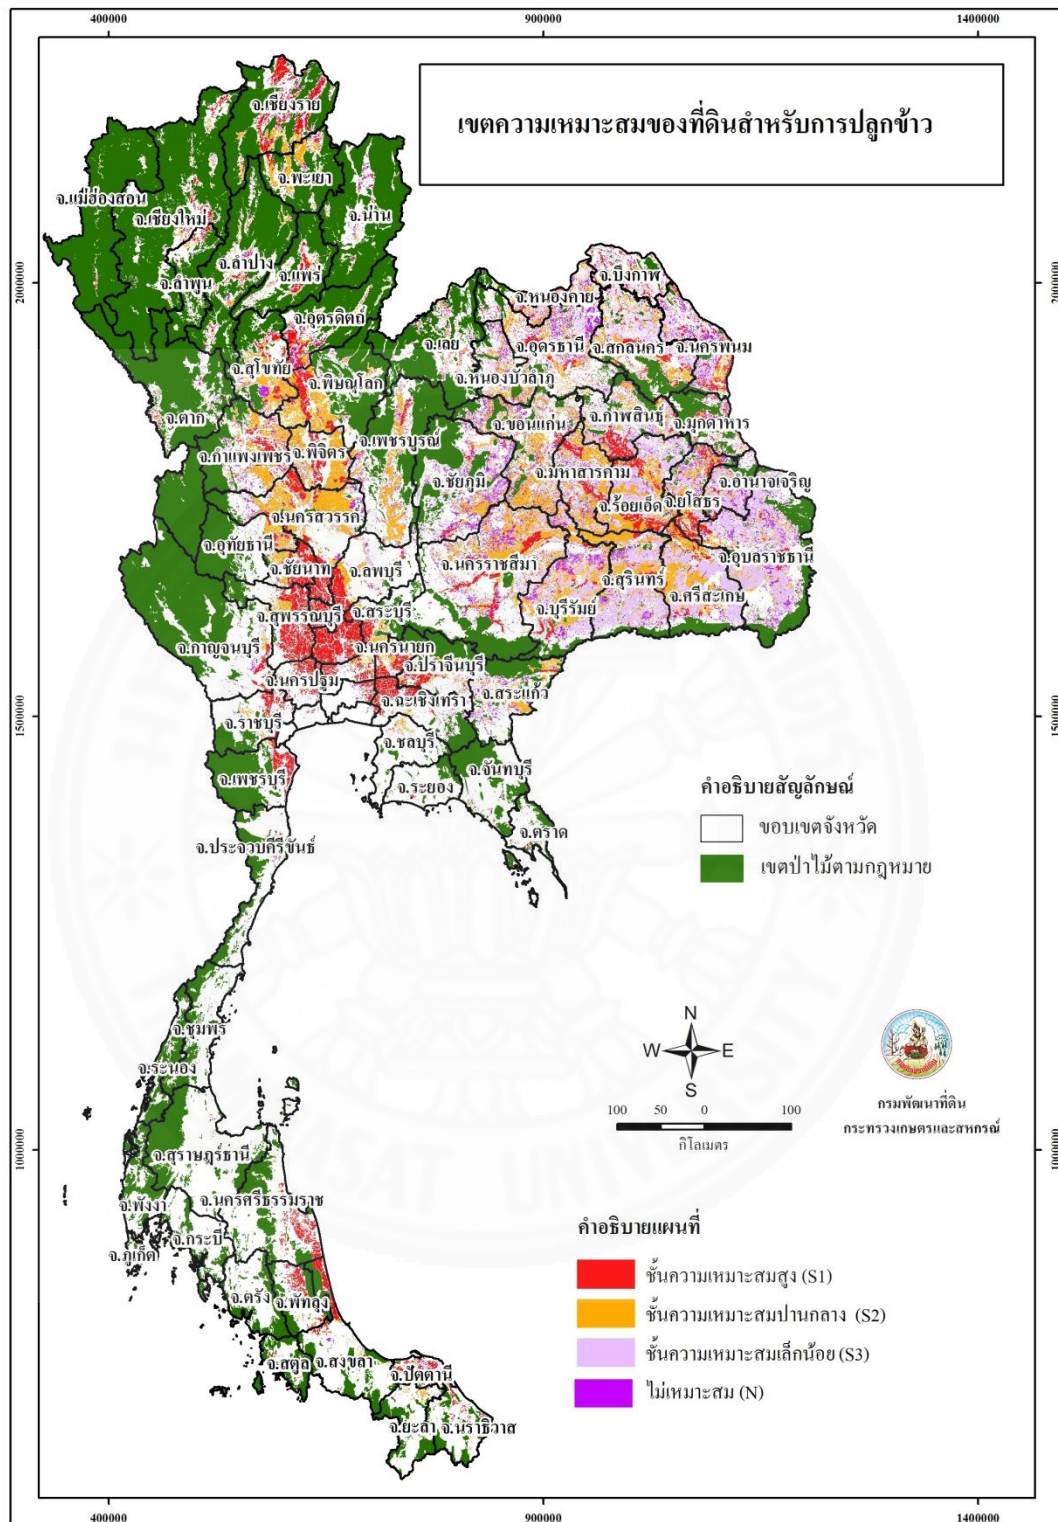 400000 900000 1400000
เขตความเหมาะสมของที่ดินสำหรับการปลูกข้าว
จ.เชียงราย
จ.พะเยา
จ.แม่ฮ่องสอน
จ.เชียงใหม่
จ.น่าน
จ.ลำปาง
จ.แพร่
จ.ลำพูน
2000000
2000000
จ.บึงกาฬ
จ.หนองคาย
จ.อุตรดิตถ์
จ.เลย
จ.อุดรธานี
จ.สกลนคร
จ.นครพนม
จ.สุโขทัย
จ.พิษณุโลก
จ.หนองบัวลำภู
จ.ตาก
จ.ขอนแก่น
จ.กาฬสินธุ์
จ.มุกดาหาร
จ.เพชรบูรณ์
จ.กำแพงเพชร
จ.พิจิตร
จ.ชัยภูมิ
จ.มหาสารคาม
จ.อำนาจเจริญ
จ.ร้อยเอ็ด
จ.ยโสธร
จ.นครสวรรค์
จ.อุทัยธานี
จ.ชัยนาท
จ.ลพบุรี
จ.นครราชสีมา
จ.อุบลราชธานี
จ.สุรินทร์
จ.ศรีสะเกษ
จ.บุรีรัมย์
จ.สุพรรณบุรี
จ.สระบุรี
จ.กาญจนบุรี
จ.นครนายก
จ.ปราจีนบุรี
จ.นครปฐม
จ.ฉะเชิงเทรา
จ.สระแก้ว
1500000
1500000
จ.ราชบุรี
จ.ชลบุรี
จ.เพชรบุรี
จ.จันทบุรี
จ.ระยอง
จ.ตราด
จ.ประจวบคีรีขันธ์
คำอธิบายสัญลักษณ์
ขอบเขตจังหวัด
เขตป่าไม้ตามกฎหมาย
จ.ชุมพร
จ.ระนอง
N
W E
S
100 50 0 100
กิโลเมตร
กรมพัฒนาที่ดิน
กระทรวงเกษตรและสหกรณ์
1000000
1000000
จ.สุราษฎร์ธานี
จ.พังงา
จ.นครศรีธรรมราช
จ.กระบี่
จ.ภูเก็ต
จ.ตรัง
จ.พัทลุง
จ.สตูล
จ.สงขลา
จ.ปัตตานี
จ.ยะลา
จ.นราธิวาส
คำอธิบายแผนที่
ชั้นความเหมาะสมสูง (S1)
ชั้นความเหมาะสมปานกลาง (S2)
ชั้นความเหมาะสมเล็กน้อย (S3)
ไม่เหมาะสม (N)
400000 900000 1400000